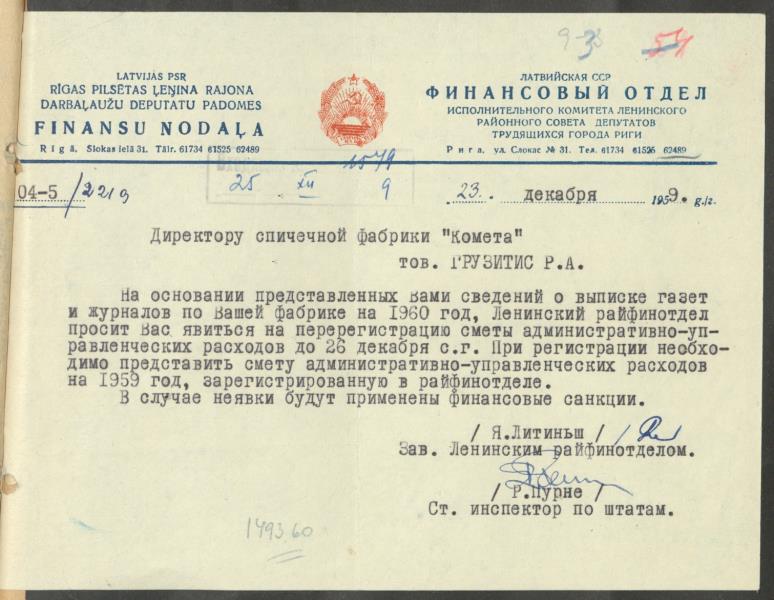 9-3
54
LATVIJAS PSR
RĪGAS PILSĒTAS ĻEŅINA RAJONA
DARBAĻAUŽU DEPUTATU PADOMES
FINANSU NODAĻA
Rīgā, Slokas ielā 31. Tālr. 61734 61525 62489
ЛАТВИЙСКАЯ ССР
ФИНАНСОВЫЙ ОТДЕЛ
ИСПОЛНИТЕЛЬНОГО КОМИТЕТА ЛЕНИНСКОГО
РАЙОННОГО СОВЕТА ДЕПУТАТОВ
ТРУДЯЩИХСЯ ГОРОДА РИГИ
Рига, ул. Слокас № 31. Тел. 61734 61525 62489
1579
25 XII 9
04-5/2219
23. декабря 1959. g./г.
Директору спичечной фабрики "Комета"
тов. ГРУЗИТИС Р.А.
На основании представленных Вами сведений о выписке газет
и журналов по Вашей фабрике на 1960 год, Ленинский райфинотдел
просит Вас явиться на перерегистрацию сметы административно-уп-
равленческих расходов до 26 декабря с.г. При регистрации необхо-
димо представить смету административно-управленческих расходов
на 1959 год, зарегистрированную в райфинотделе.
В случае неявки будут применены финансовые санкции.
/ Я.Литиньш /
Зав. Ленинским райфинотделом.
/ Р.Пурне /
Ст. инспектор по штатам.
1493.60